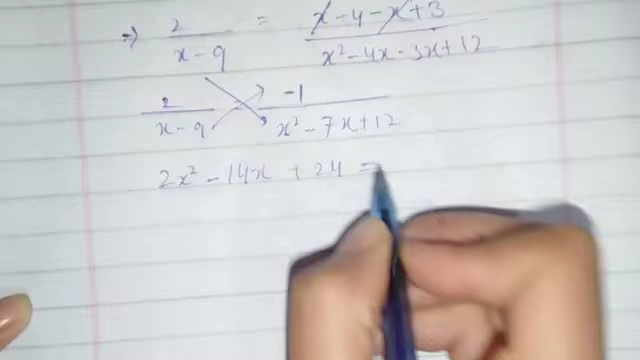 ⇒ 2/(x - 9) = (x - 4 - x + 3)/(x² - 4x - 3x + 12)
2/(x - 9) = -1/(x² - 7x + 12)
2x² - 14x + 24 =